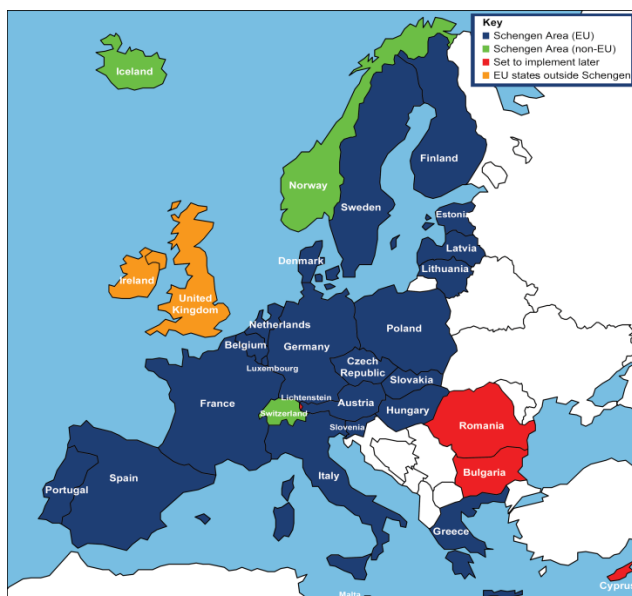 Key
Schengen Area (EU)
Schengen Area (non-EU)
Set to implement later
EU states outside Schengen
Iceland
Finland
Norway
Sweden
Estonia
Latvia
Denmark
Lithuania
Ireland
United
Kingdom
Netherlands
Poland
Belgium
Germany
Czech
Republic
Luxembourg
Slovakia
Lichtenstein
Austria
France
Switzerland
Hungary
Slovenia
Romania
Spain
Bulgaria
Italy
Portugal
Greece
Cyprus
Malta